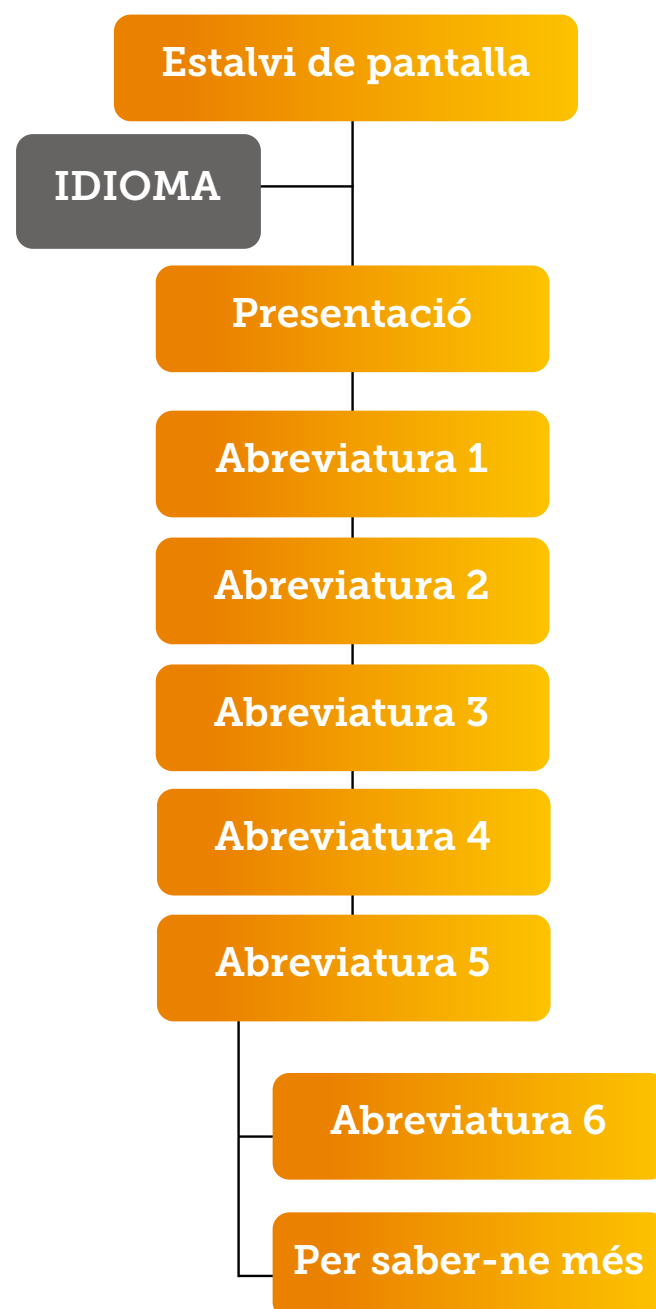 Estalvi de pantalla
IDIOMA
Presentació
Abreviatura 1
Abreviatura 2
Abreviatura 3
Abreviatura 4
Abreviatura 5
Abreviatura 6
Per saber-ne més